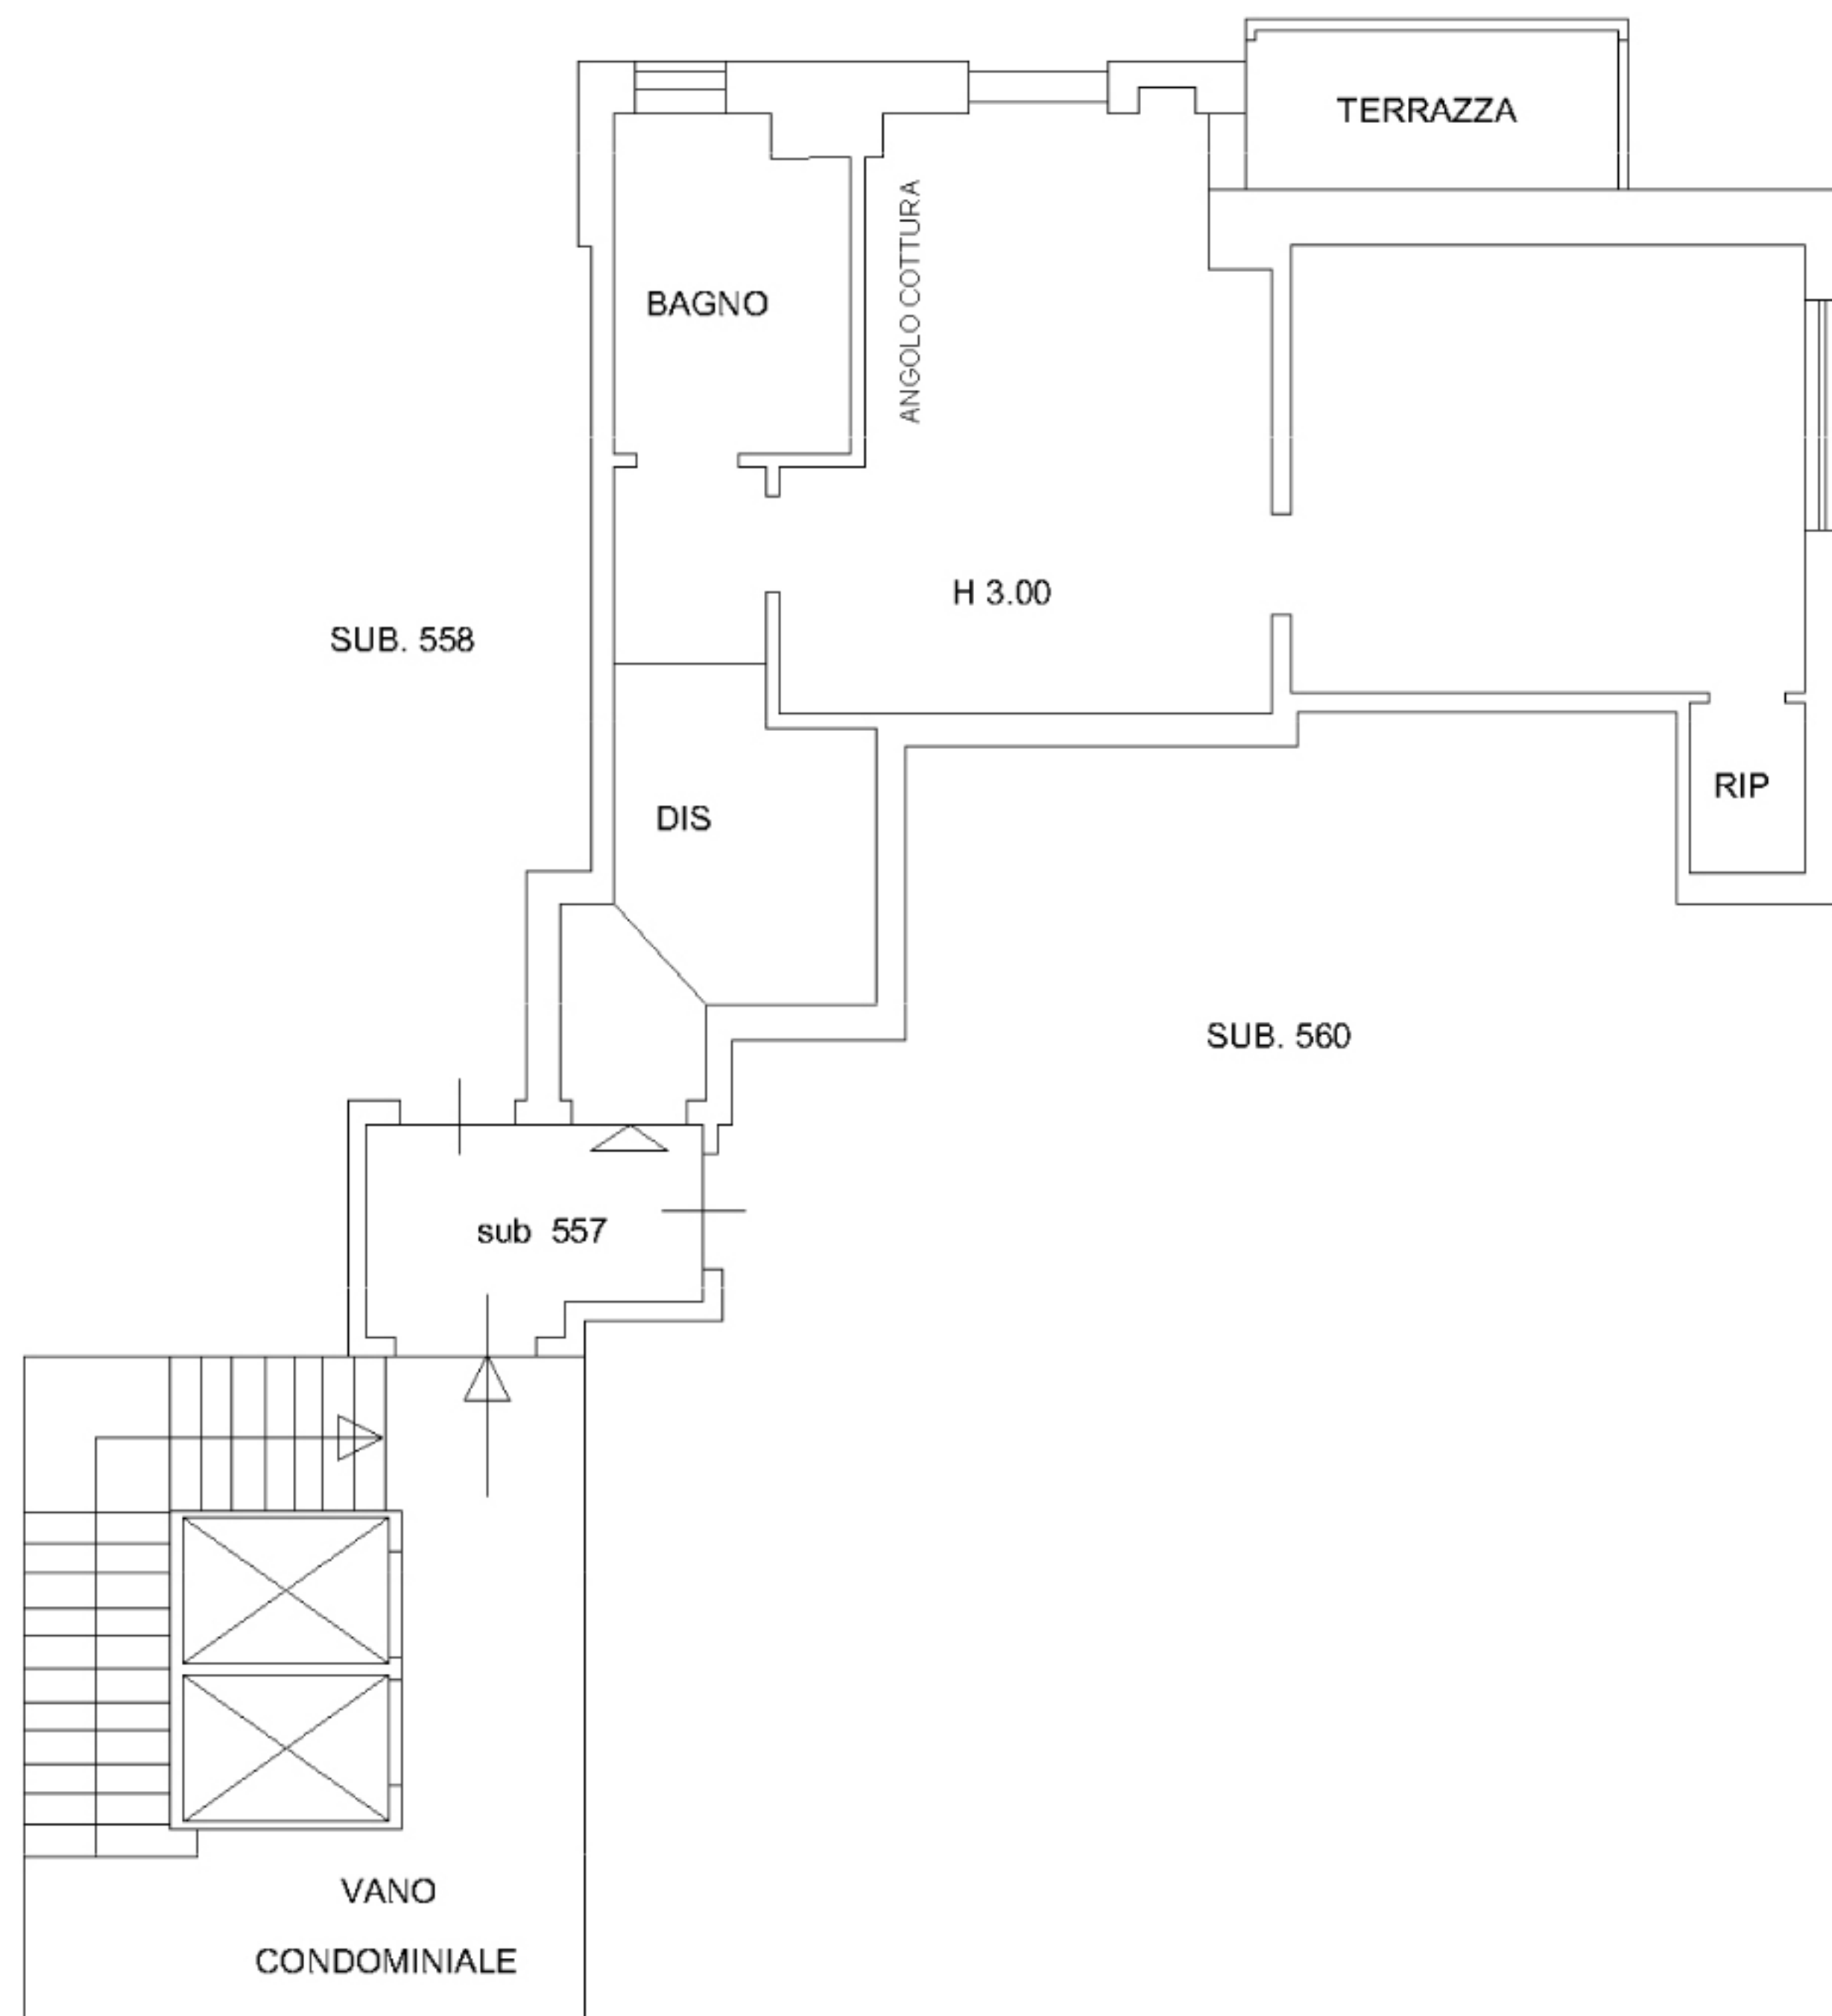 TERRAZZA
BAGNO
ANGOLO COTTURA
H 3.00
SUB. 558
RIP
DIS
SUB. 560
sub 557
VANO
CONDOMINIALE